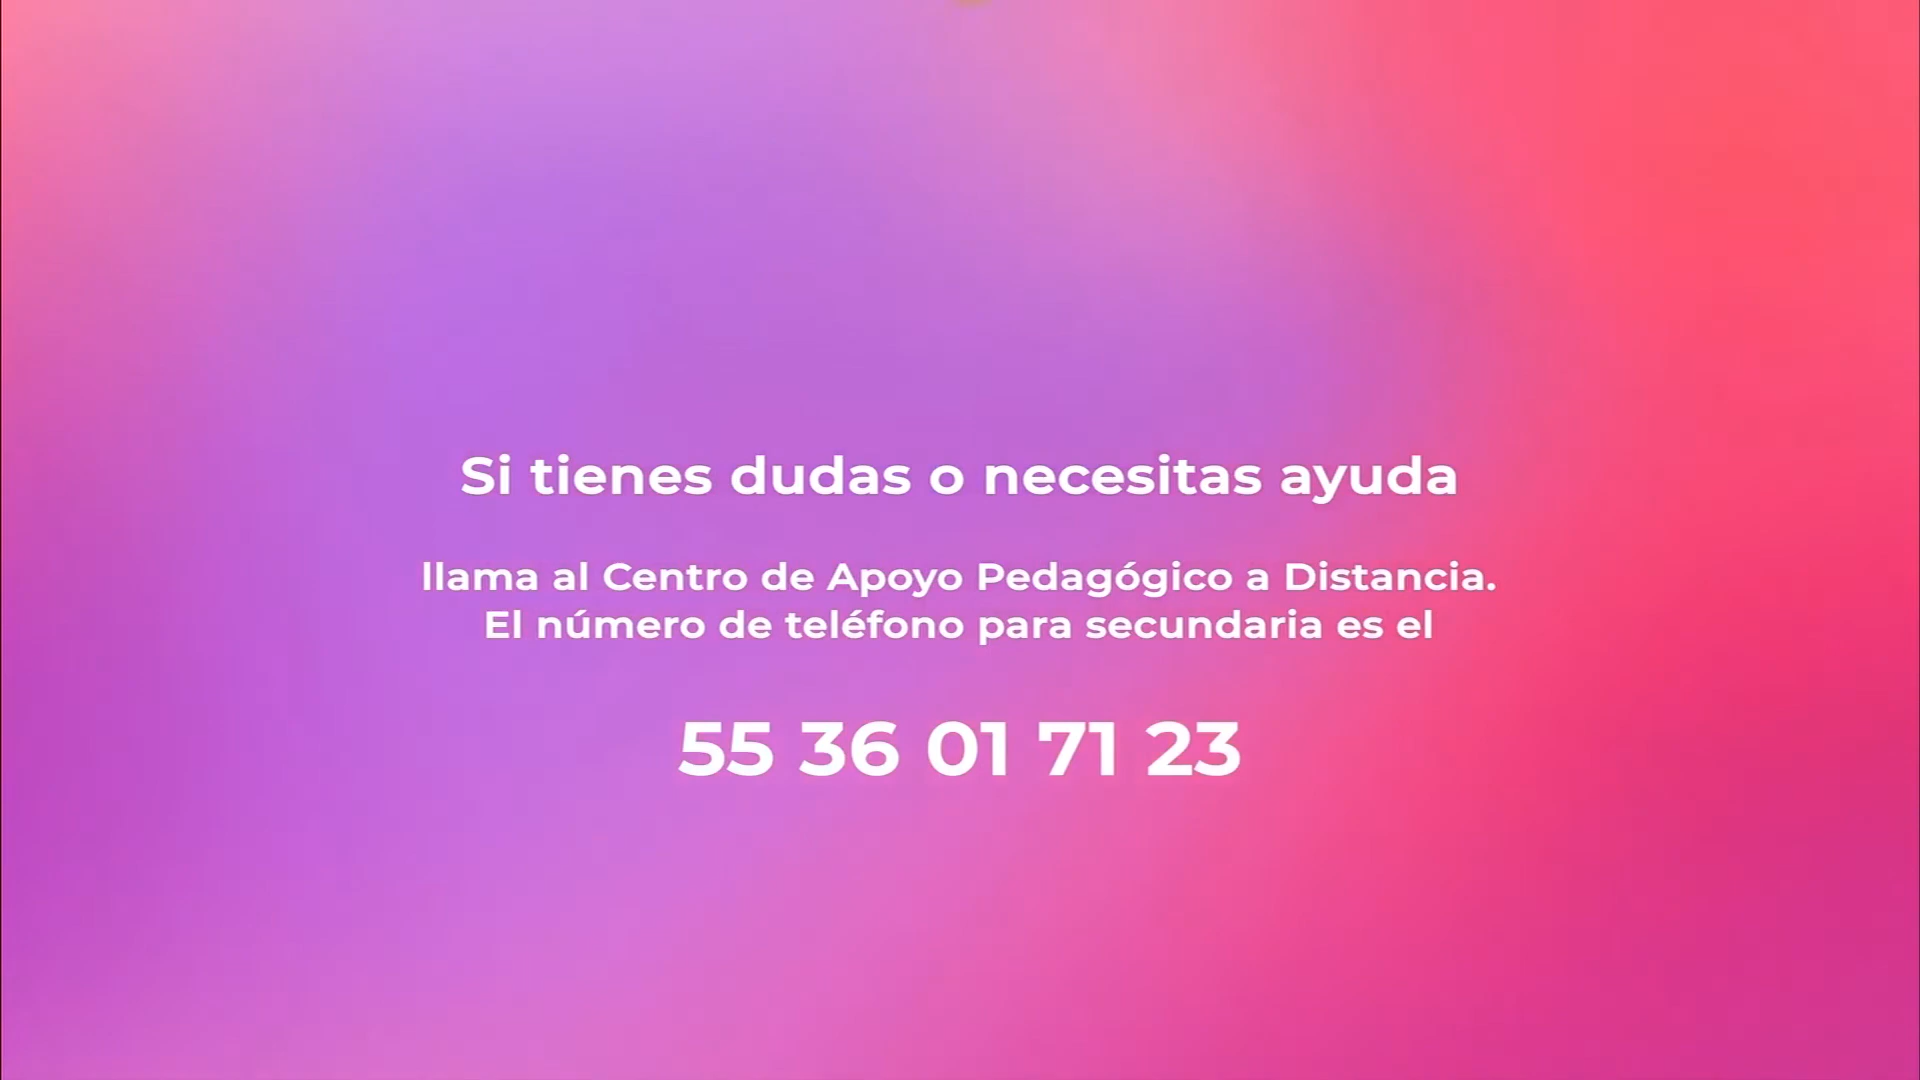 Si tienes dudas o necesitas ayuda
llama al Centro de Apoyo Pedagógico a Distancia.
El número de teléfono para secundaria es el
55 36 01 71 23